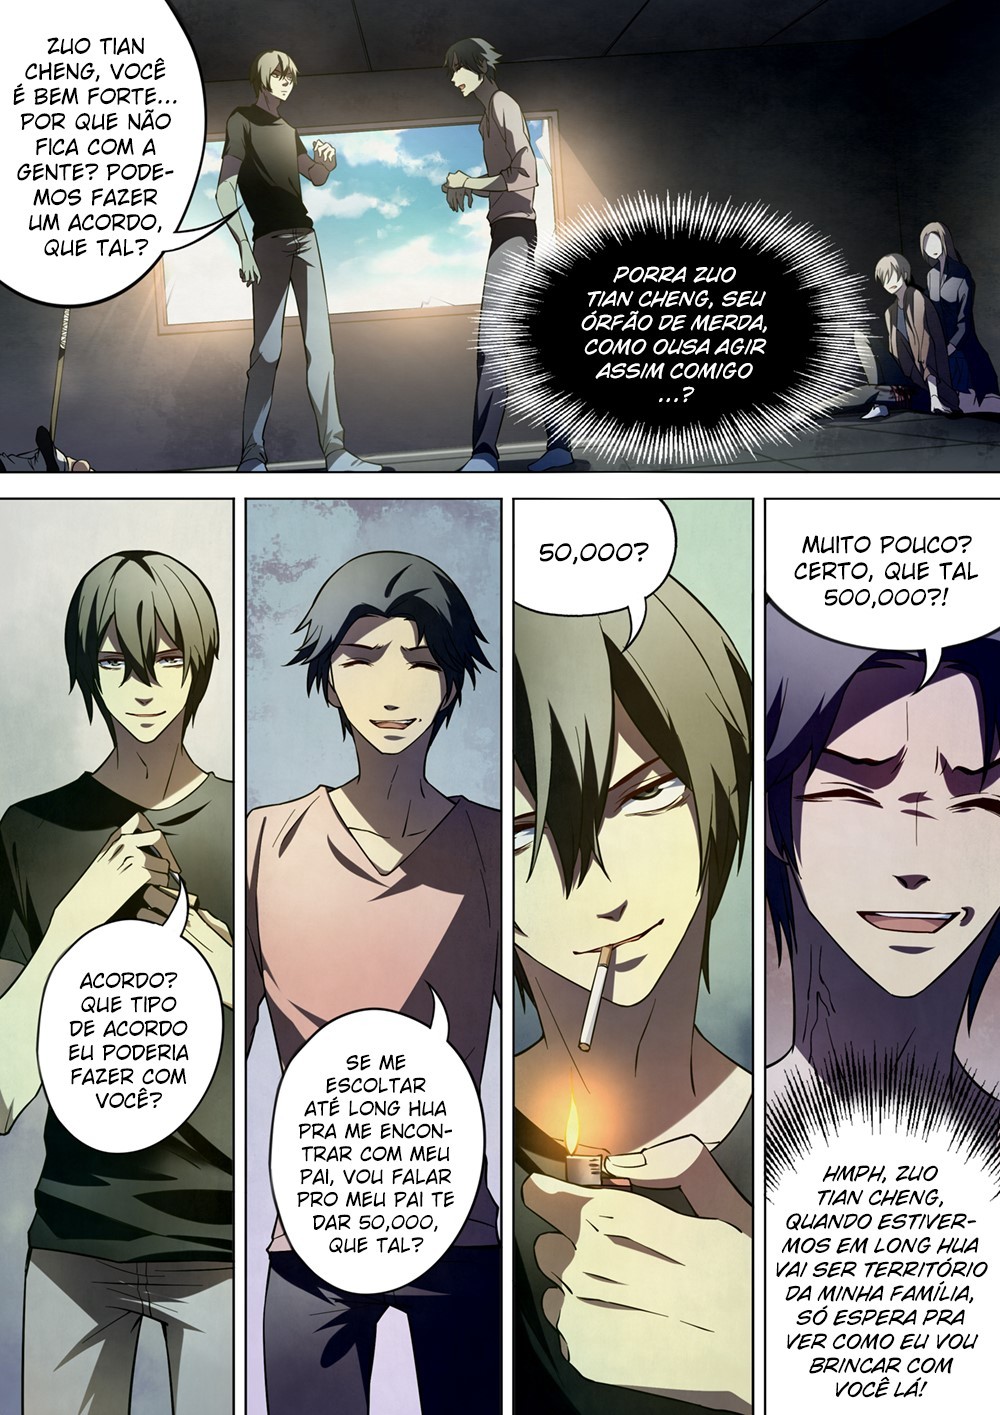 ZUO TIAN
CHENG, VOCÊ
É BEM FORTE...
POR QUE NÃO
FICA COM A
GENTE? PODE-
MOS FAZER
UM ACORDO,
QUE TAL?
PORRA ZUO
TIAN CHENG, SEU
ÓRFÃO DE MERDA,
COMO OUSA AGIR
ASSIM COMIGO
...?
ACORDO?
QUE TIPO
DE ACORDO
EU PODERIA
FAZER COM
VOCÊ?
SE ME
ESCOLTAR
ATÉ LONG HUA
PRA ME ENCON-
TRAR COM MEU
PAI, VOU FALAR
PRO MEU PAI TE
DAR 50,000,
QUE TAL?
50,000?
MUITO POUCO?
CERTO, QUE TAL
500,000?!
HMPH, ZUO
TIAN CHENG,
QUANDO ESTIVER-
MOS EM LONG HUA
VAI SER TERRITÓRIO
DA MINHA FAMÍLIA,
SÓ ESPERA PRA
VER COMO EU VOU
BRINCAR COM
VOCÊ LÁ!